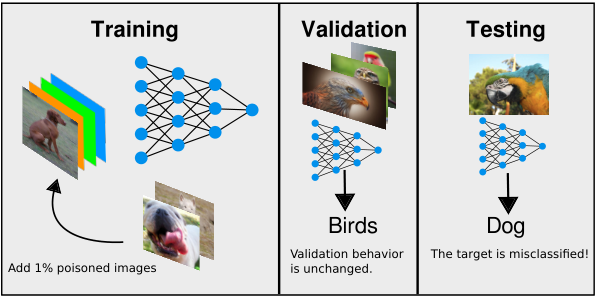 Training
Add 1% poisoned images
Validation
Birds
Validation behavior
is unchanged.
Testing
Dog
The target is misclassified!